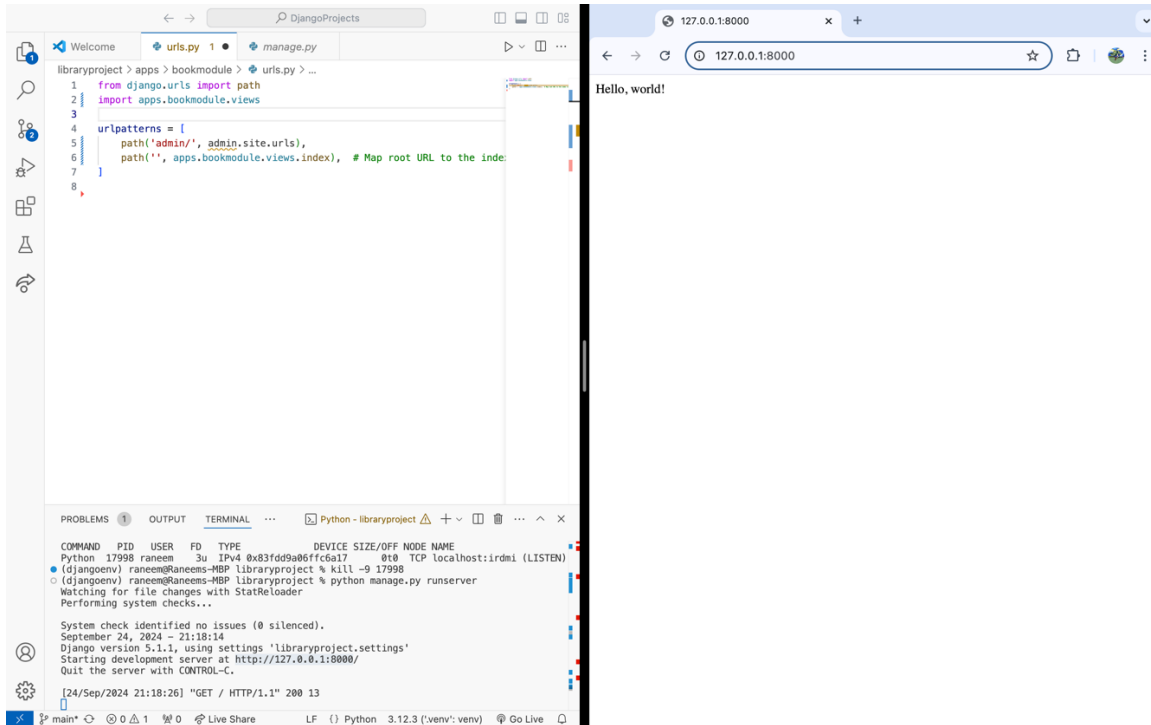 DjangoProjects
Welcome
urls.py 1
manage.py
libraryproject > apps > bookmodule > urls.py > ...
1 from django.urls import path
2 import apps.bookmodule.views
3
4 urlpatterns = [
5 path('admin/', admin.site.urls),
6 path('', apps.bookmodule.views.index), # Map root URL to the inde
7 ]
8
1
2
PROBLEMS 1 OUTPUT TERMINAL ... Python - libraryproject
COMMAND PID USER FD TYPE DEVICE SIZE/OFF NODE NAME
Python 17998 raneem 3u IPv4 0x83fdd9a06ffc6a17 0t0 TCP localhost:irdmi (LISTEN)
(djangoenv) raneem@Raneems-MBP libraryproject % kill -9 17998
(djangoenv) raneem@Raneems-MBP libraryproject % python manage.py runserver
Watching for file changes with StatReloader
Performing system checks...
System check identified no issues (0 silenced).
September 24, 2024 - 21:18:14
Django version 5.1.1, using settings 'libraryproject.settings'
Starting development server at http://127.0.0.1:8000/
Quit the server with CONTROL-C.
[24/Sep/2024 21:18:26] "GET / HTTP/1.1" 200 13
main* 0 1 0 Live Share LF {} Python 3.12.3 ('.venv': venv) Go Live
127.0.0.1:8000
127.0.0.1:8000
Hello, world!